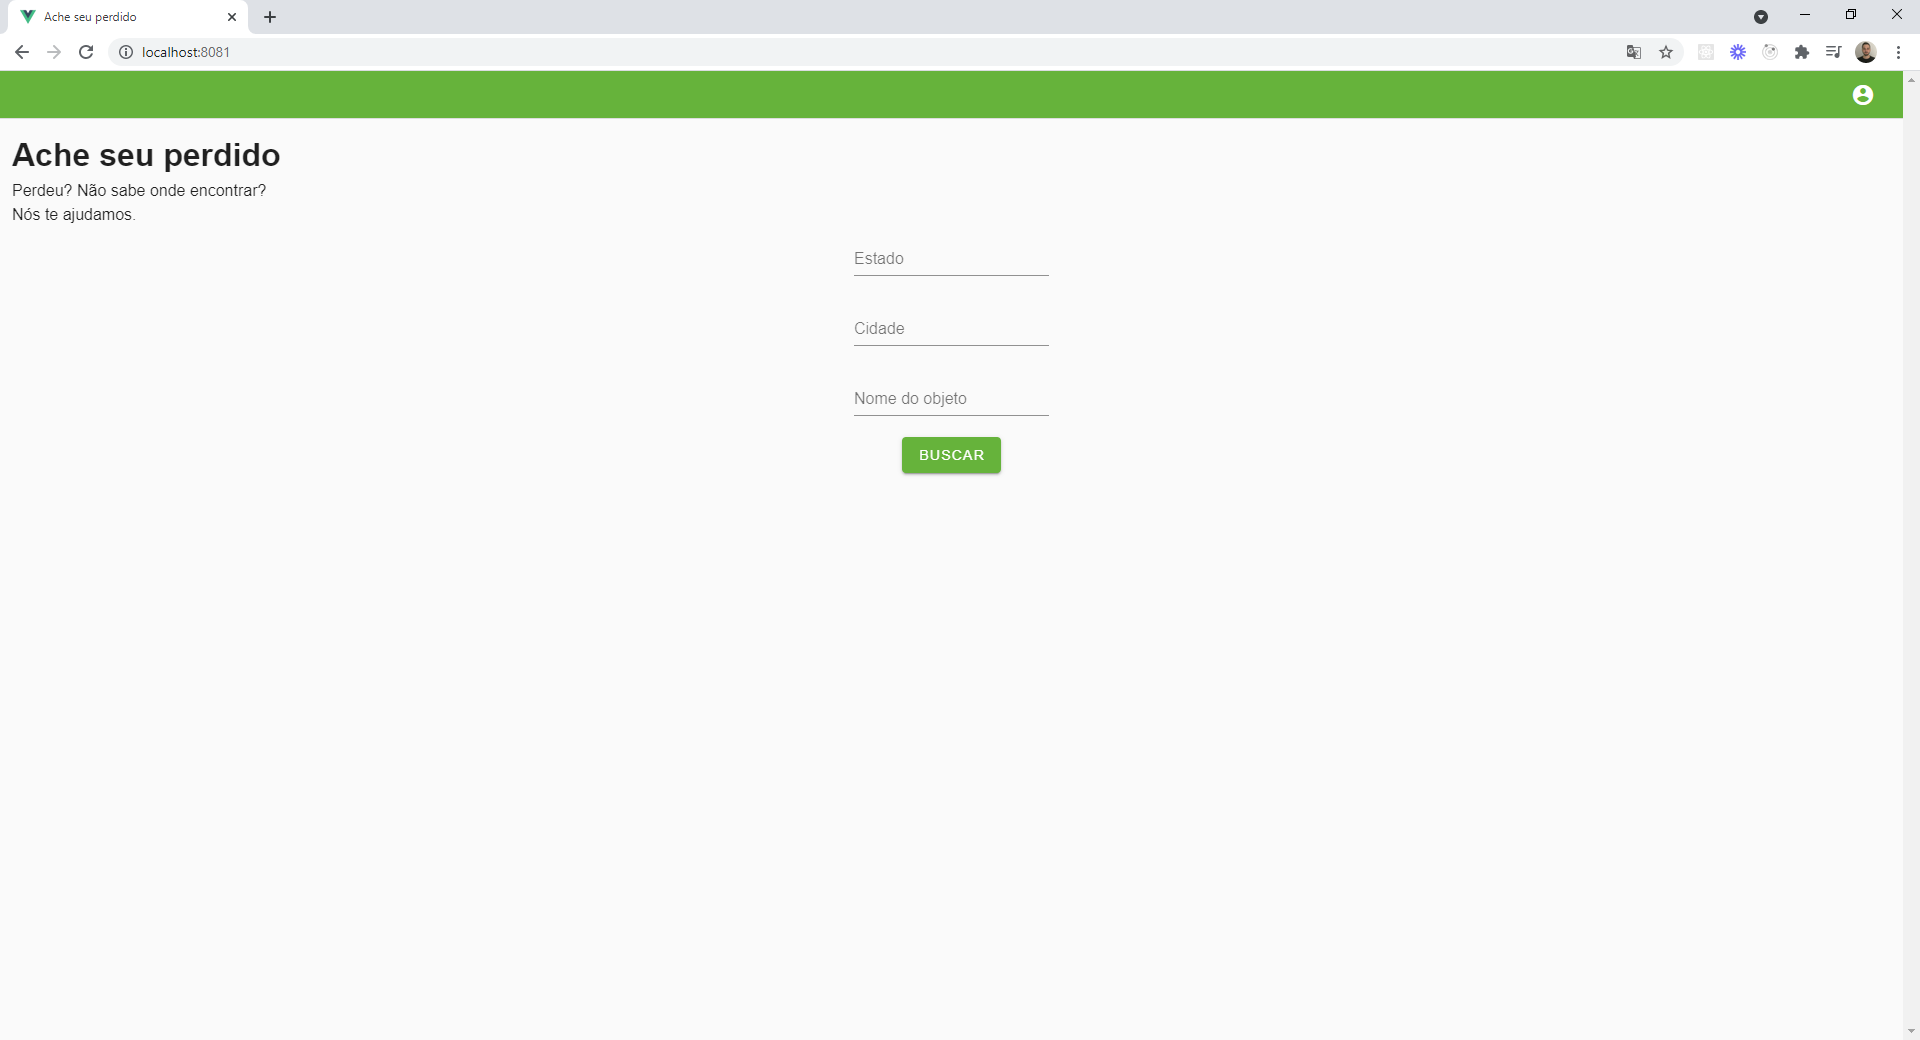 Ache seu perdido
localhost:8081
Ache seu perdido
Perdeu? Não sabe onde encontrar?
Nós te ajudamos.
Estado
Cidade
Nome do objeto
BUSCAR